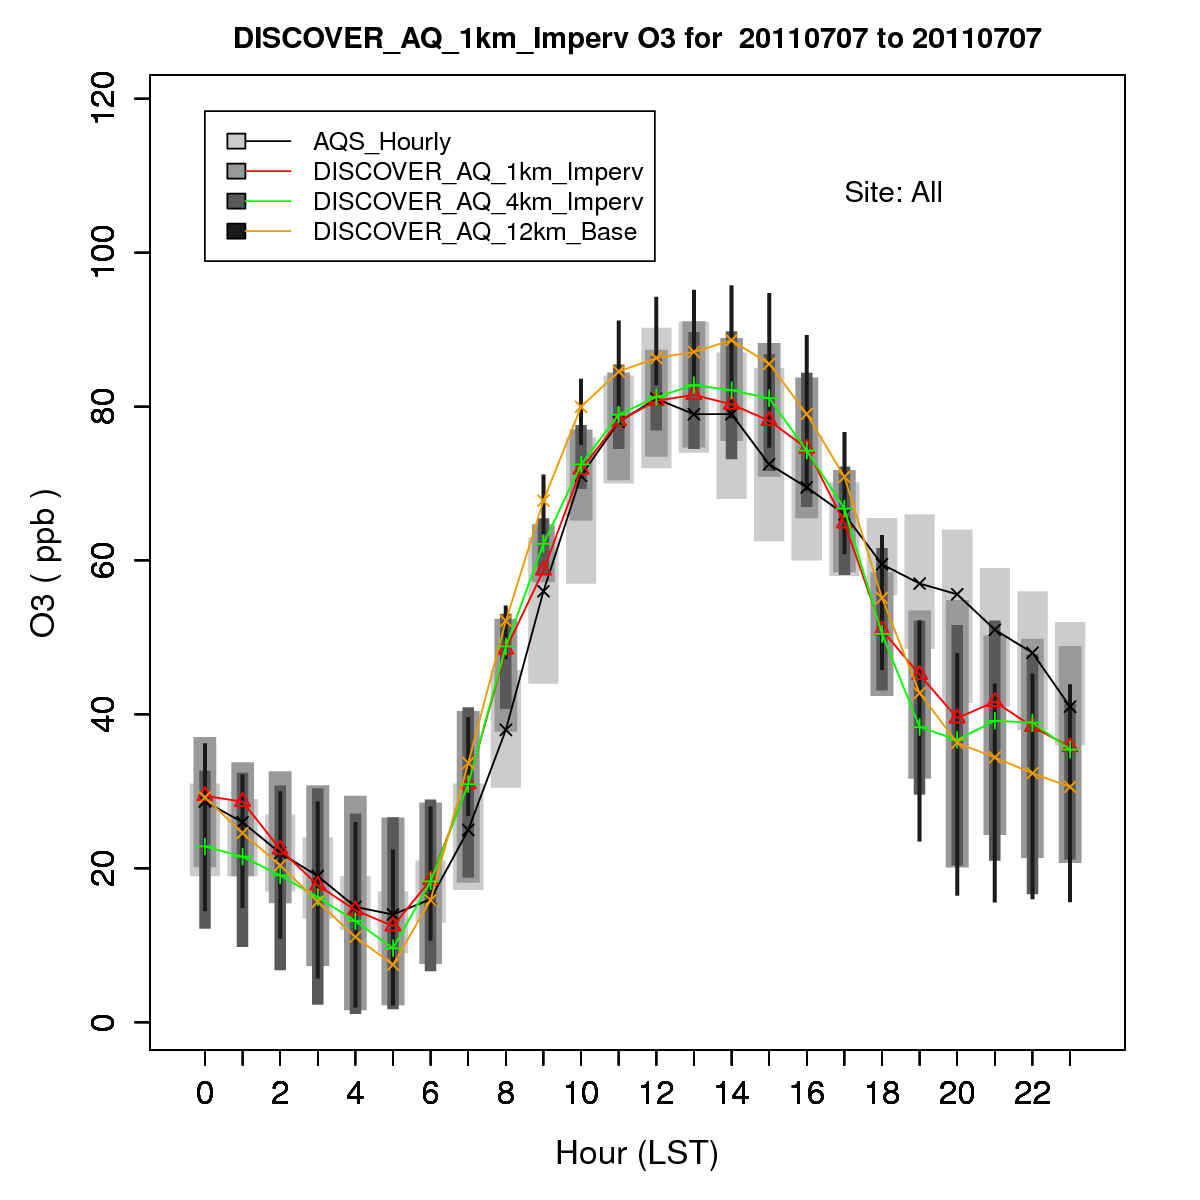 DISCOVER_AQ_1km_Imperv O3 for  20110707 to 20110707
120
100
80
60
40
20
0
O3 ( ppb )
AQS_Hourly
DISCOVER_AQ_1km_Imperv
DISCOVER_AQ_4km_Imperv
DISCOVER_AQ_12km_Base
Site: All
0 2 4 6 8 10 12 14 16 18 20 22
Hour (LST)